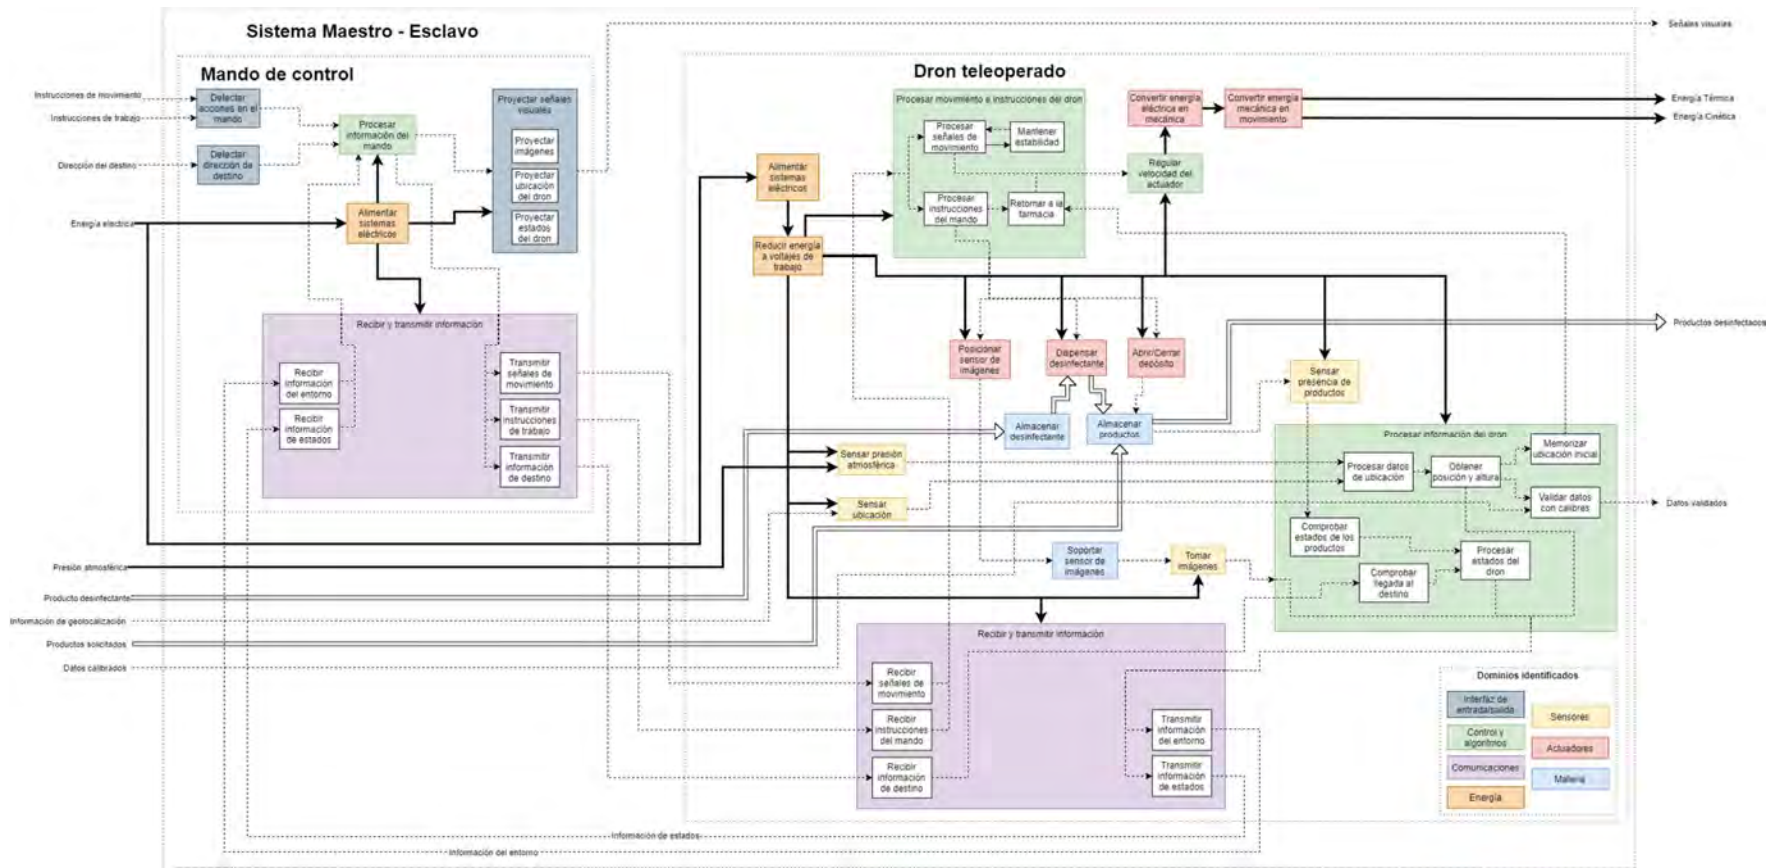 Sistema Maestro - Esclavo
Señales visuales
Mando de control
Dron teleoperado
Instrucciones de movimiento
Instrucciones de trabajo
Dirección del destino
Energía eléctrica
Detectar
acciones en el
mando
Detectar
dirección de
destino
Procesar
información del
mando
Alimentar
sistemas
eléctricos
Proyectar señales
visuales
Proyectar
imágenes
Proyectar
ubicación
del dron
Proyectar
estados
del dron
Recibir y transmitir información
Recibir
información
del entorno
Recibir
información
de estados
Transmitir
señales de
movimiento
Transmitir
instrucciones
de trabajo
Transmitir
información
de destino
Alimentar
sistemas
eléctricos
Reducir energía
a voltajes de
trabajo
Procesar movimiento e instrucciones del dron
Procesar
señales de
movimiento
Mantener
estabilidad
Procesar
instrucciones
del mando
Retornar a la
farmacia
Convertir energía
eléctrica en
mecánica
Convertir energía
mecánica en
movimiento
Regular
velocidad del
actuador
Energía Térmica
Energía Cinética
Posicionar
sensor de
imágenes
Dispensar
desinfectante
Abrir/Cerrar
depósito
Sensar
presencia de
productos
Productos desinfectados
Almacenar
desinfectante
Almacenar
productos
Sensar presión
atmosférica
Sensar
ubicación
Soportar
sensor de
imágenes
Tomar
imágenes
Procesar información del dron
Memorizar
ubicación inicial
Procesar datos
de ubicación
Obtener
posición y altura
Validar datos
con calibres
Datos validados
Comprobar
estados de los
productos
Procesar
estados del
dron
Comprobar
llegada al
destino
Presión atmosférica
Producto desinfectante
Información de geolocalización
Productos solicitados
Datos calibrados
Recibir y transmitir información
Recibir
señales de
movimiento
Recibir
instrucciones
del mando
Recibir
información
de destino
Transmitir
información
del entorno
Transmitir
información
de estados
Información de estados
Información del entorno
Dominios identificados
Interfaz de
entrada/salida
Sensores
Control y
algoritmos
Actuadores
Comunicaciones
Materia
Energía